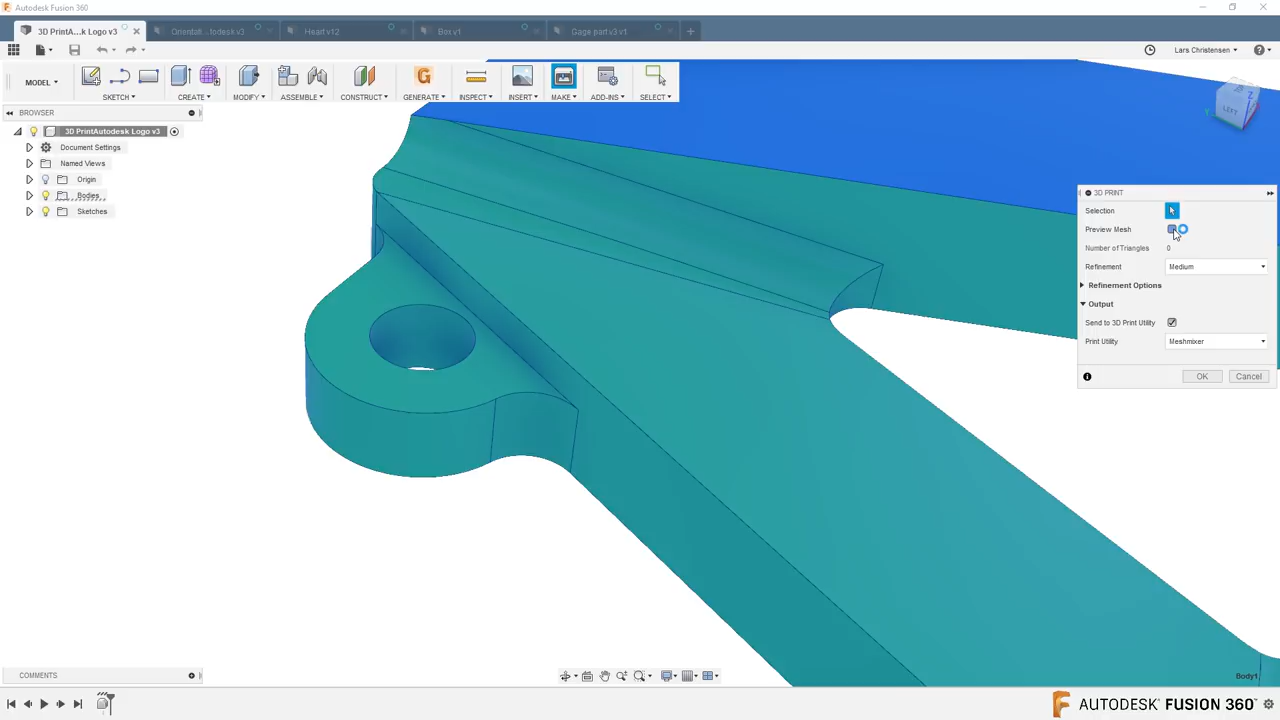 Autodesk Fusion 360
3D PrintA...k Logo v3
Orientati...todesk v3
Heart v12
Box v1
Gage part v3 v1
Lars Christensen
MODEL
SKETCH
CREATE
MODIFY
ASSEMBLE
CONSTRUCT
GENERATE
INSPECT
INSERT
MAKE
ADD-INS
SELECT
BROWSER
3D PrintAutodesk Logo v3
Document Settings
Named Views
Origin
Bodies
Sketches
LEFT
Z
Y
3D PRINT
Selection
Preview Mesh
Number of Triangles 0
Refinement Medium
Refinement Options
Output
Send to 3D Print Utility
Print Utility Meshmixer
OK Cancel
Body1
COMMENTS
AUTODESK® FUSION 360™